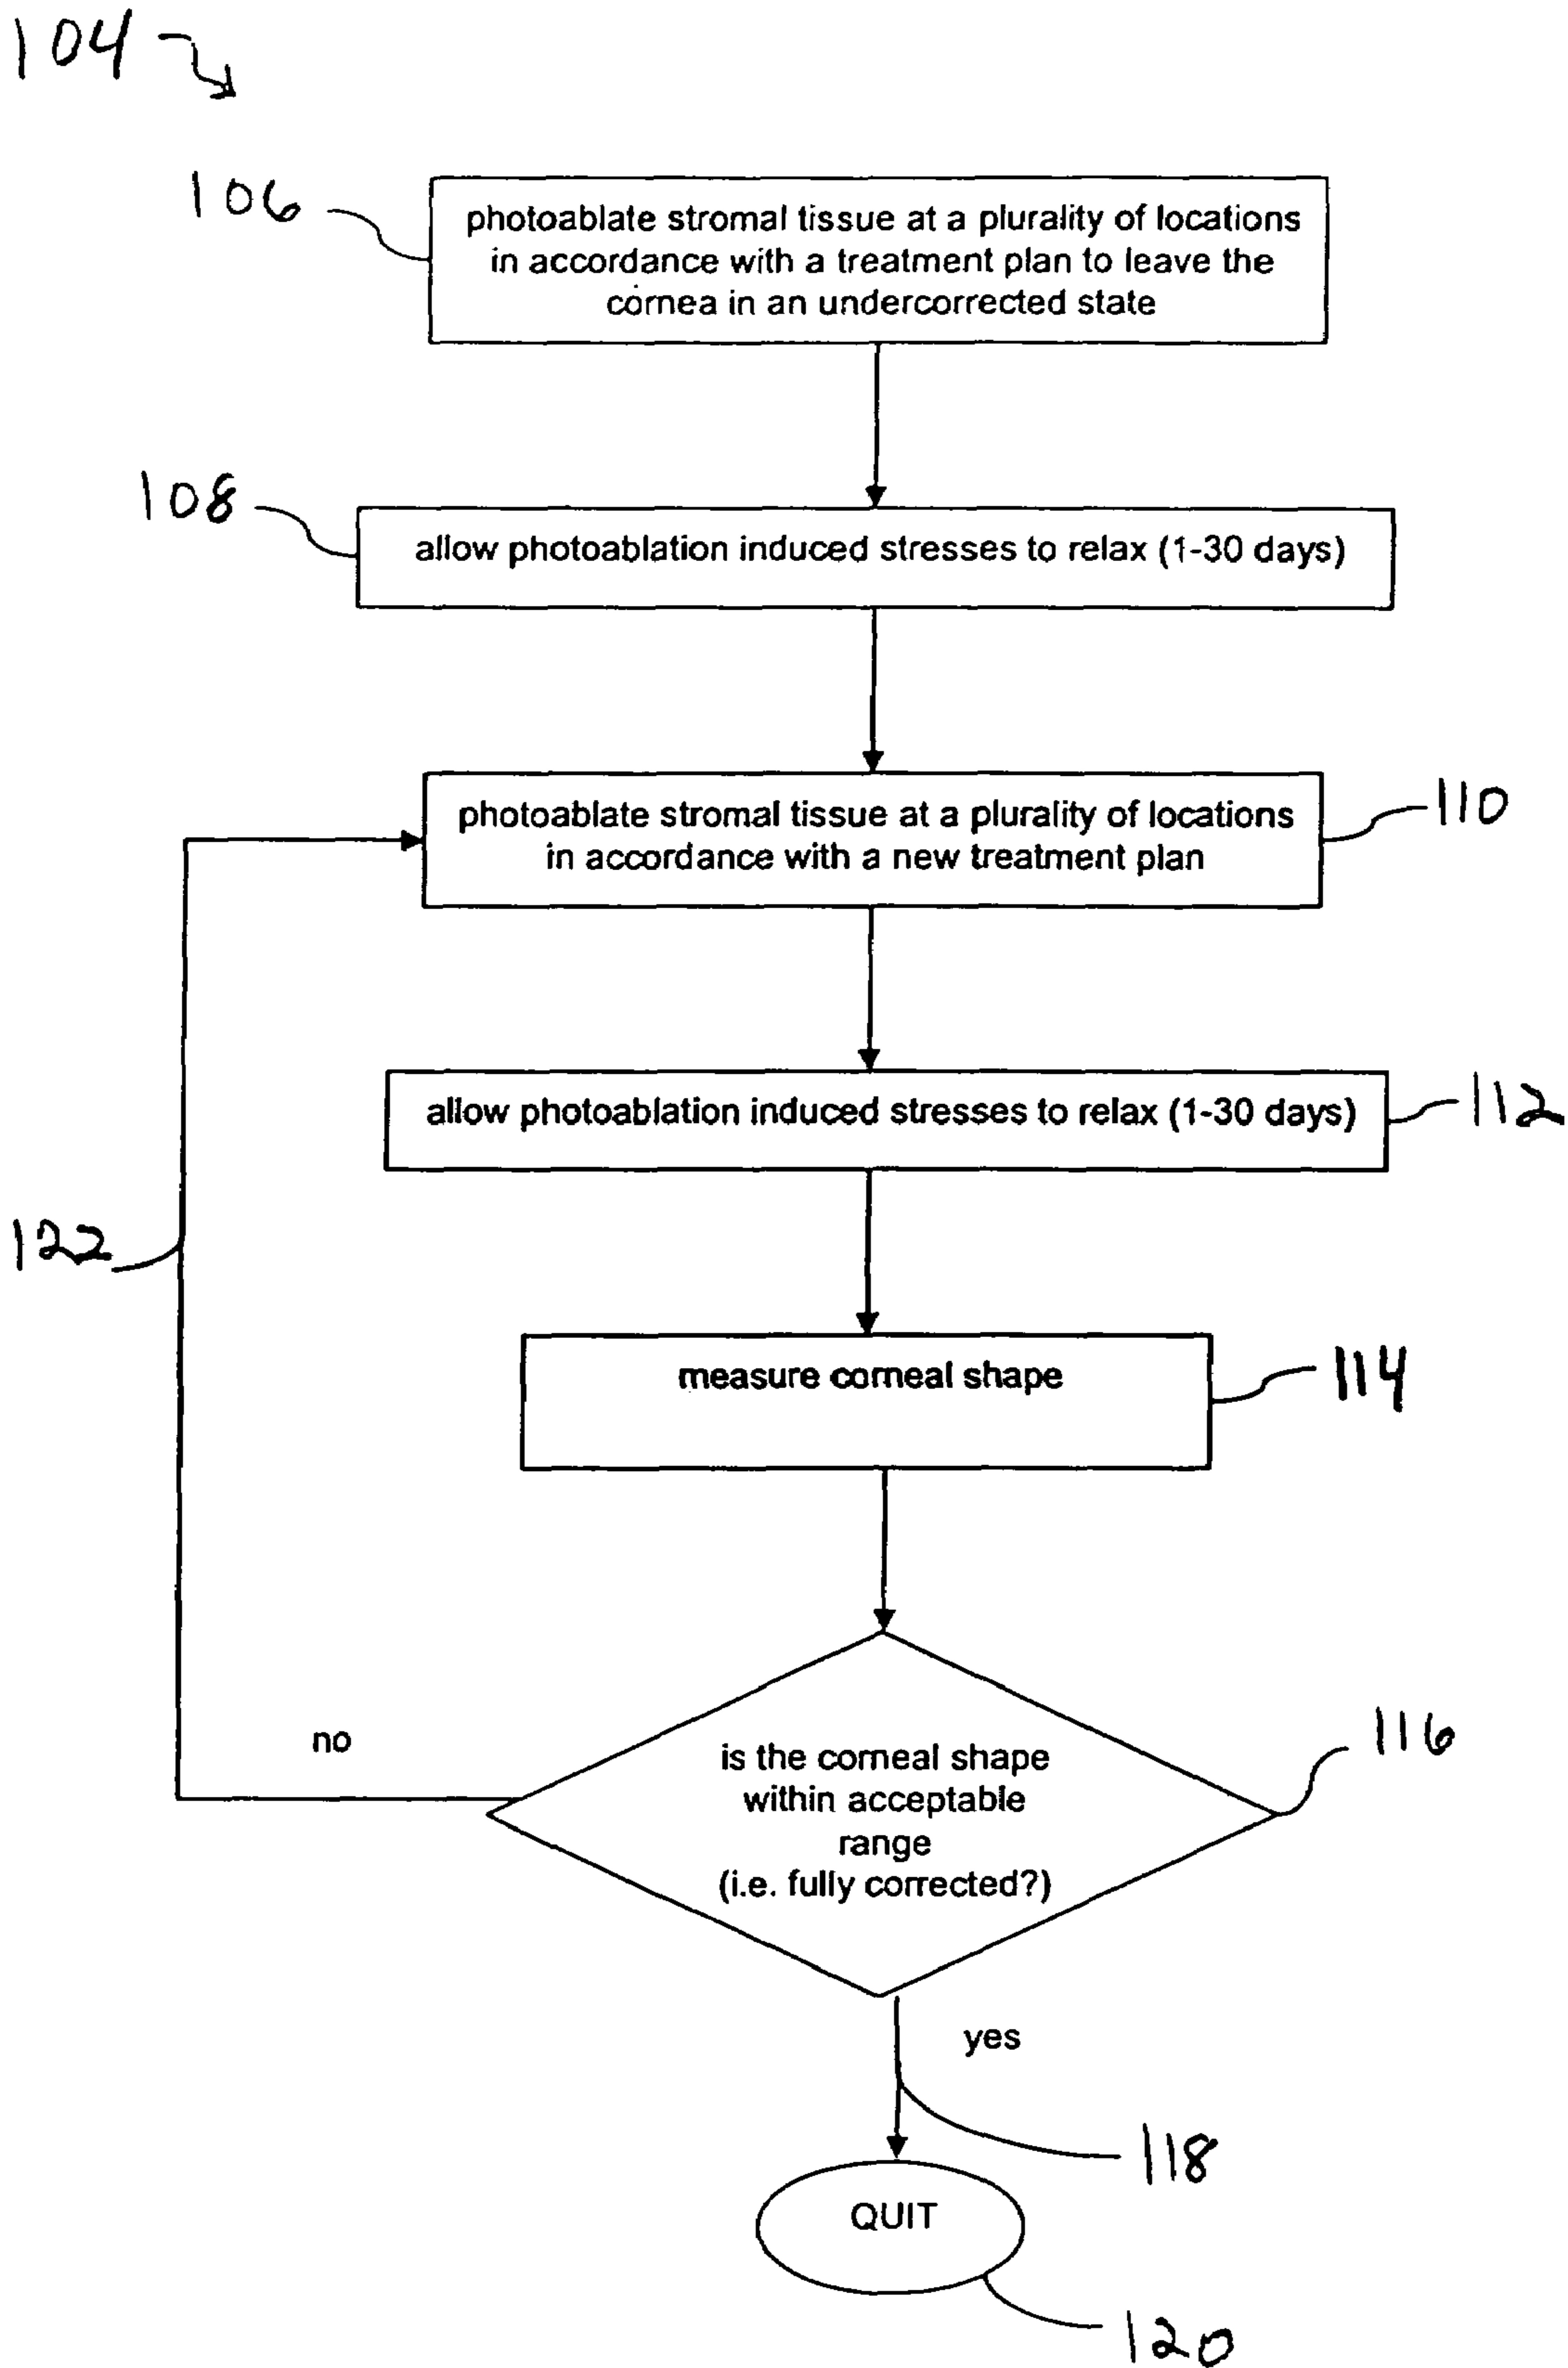 104
106
photoablate stromal tissue at a plurality of locations
in accordance with a treatment plan to leave the
cornea in an undercorrected state
108
allow photoablation induced stresses to relax (1-30 days)
photoablate stromal tissue at a plurality of locations
in accordance with a new treatment plan
110
allow photoablation induced stresses to relax (1-30 days)
112
122
measure corneal shape
114
no
is the corneal shape
within acceptable
range
(i.e. fully corrected?)
116
yes
118
QUIT
120